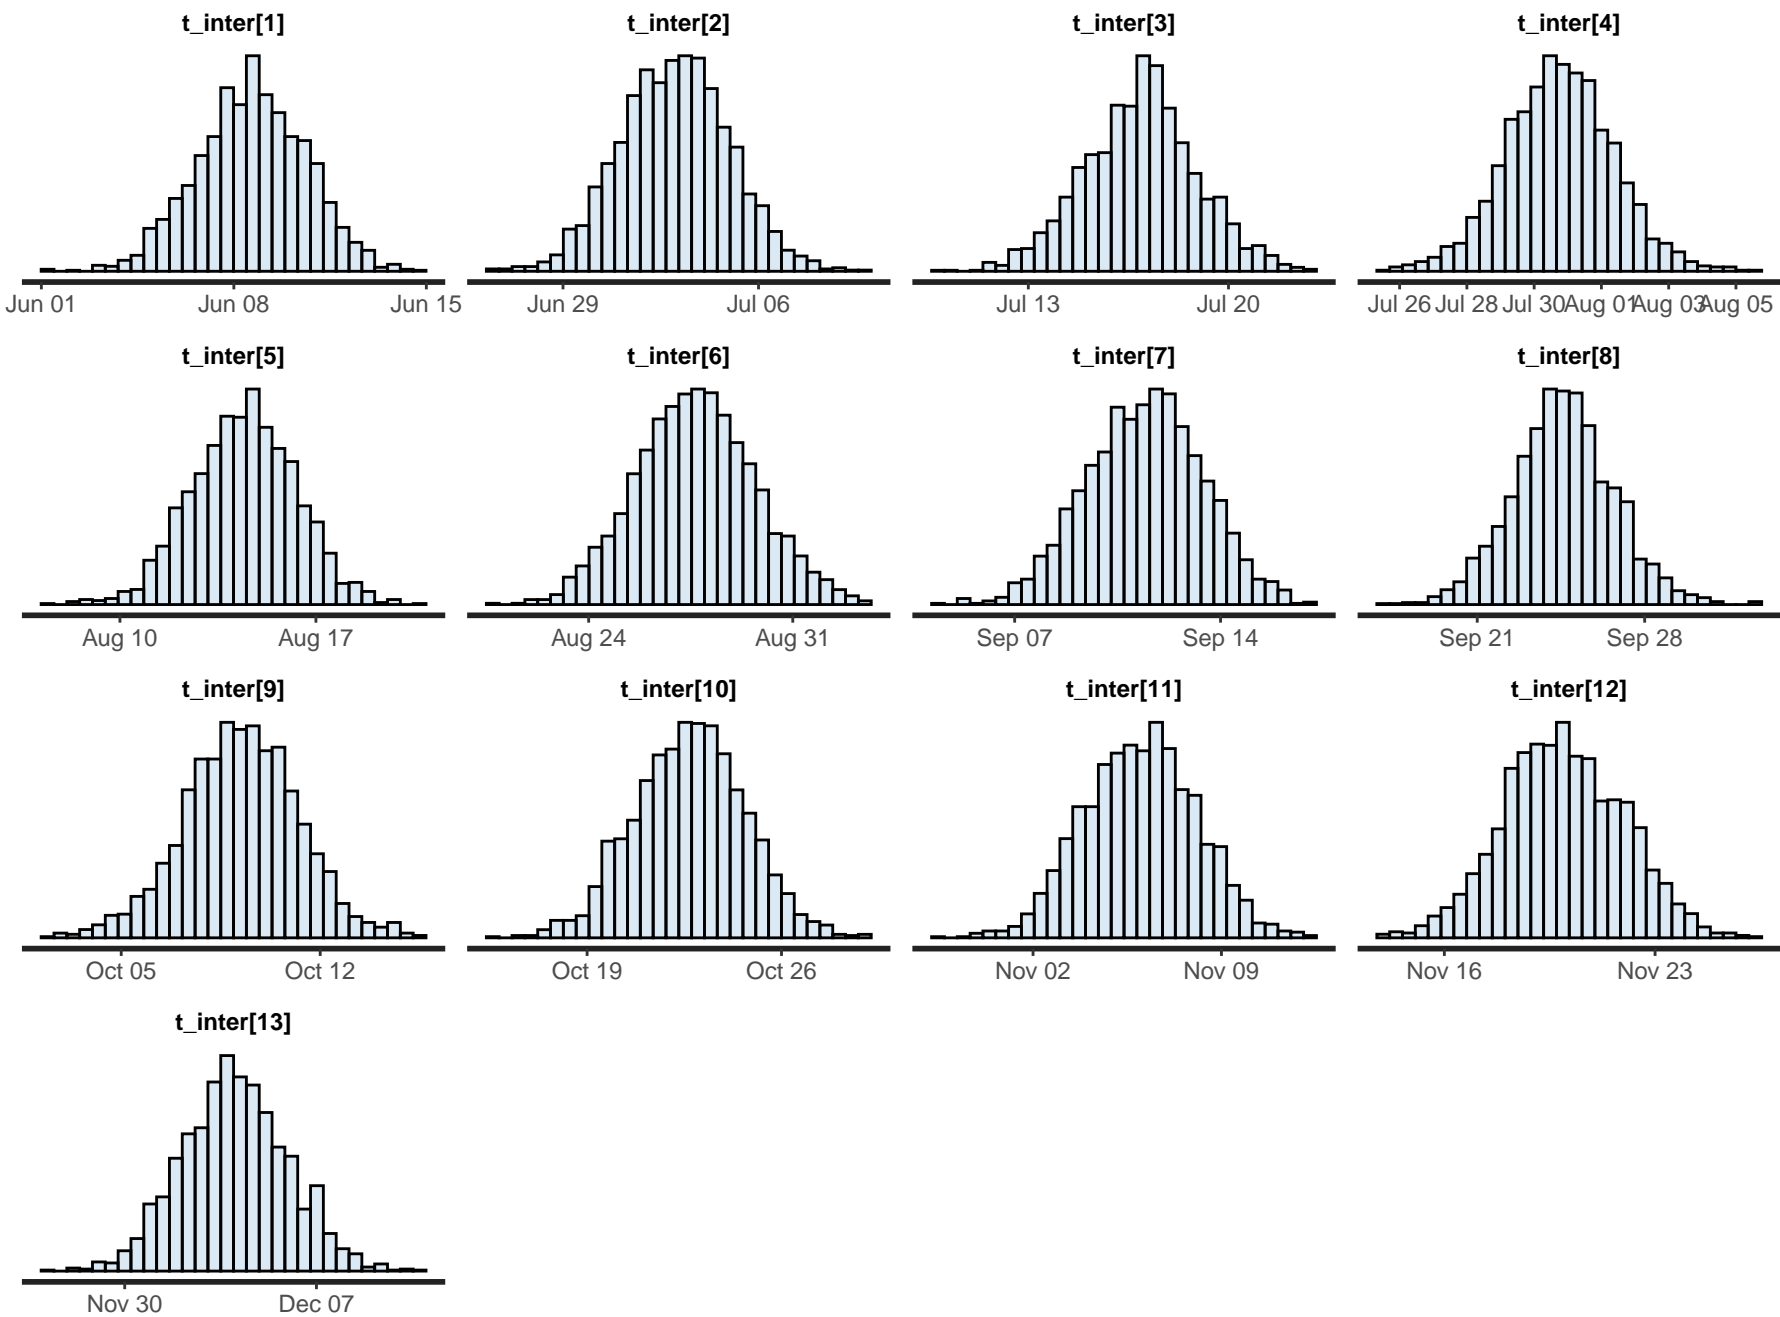 t_inter[1] t_inter[2] t_inter[3] t_inter[4]
Jun 01 Jun 08 Jun 15 Jun 29 Jul 06 Jul 13 Jul 20 Jul 26 Jul 28 Jul 30 Aug 01 Aug 03 Aug 05
t_inter[5] t_inter[6] t_inter[7] t_inter[8]
Aug 10 Aug 17 Aug 24 Aug 31 Sep 07 Sep 14 Sep 21 Sep 28
t_inter[9] t_inter[10] t_inter[11] t_inter[12]
Oct 05 Oct 12 Oct 19 Oct 26 Nov 02 Nov 09 Nov 16 Nov 23
t_inter[13]
Nov 30 Dec 07